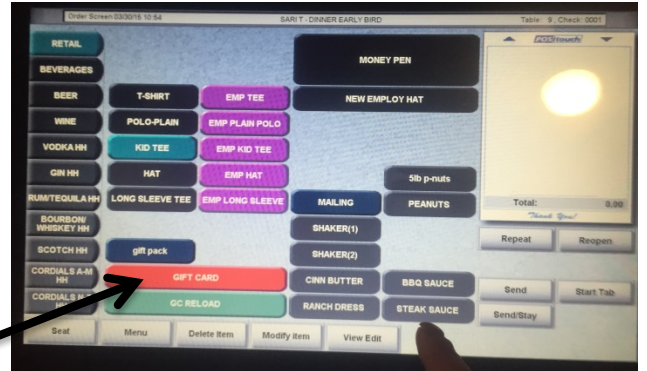 Order Screen 03/30/15 10:54 SARI T - DINNER EARLY BIRD Table: 9 , Check: 0001
RETAIL
BEVERAGES
BEER
WINE
VODKA HH
GIN HH
RUM/TEQUILA HH
BOURBON/
WHISKEY HH
SCOTCH HH
CORDIALS A-M
HH
CORDIALS
T-SHIRT
POLO-PLAIN
KID TEE
HAT
LONG SLEEVE TEE
gift pack
EMP TEE
EMP PLAIN POLO
EMP KID TEE
EMP HAT
EMP LONG SLEEVE
GIFT CARD
GC RELOAD
MONEY PEN
NEW EMPLOY HAT
5lb p-nuts
MAILING
PEANUTS
SHAKER(1)
SHAKER(2)
CINN BUTTER
BBQ SAUCE
RANCH DRESS
STEAK SAUCE
POSitouch
Total: 0.00
Thank You!
Repeat
Reopen
Send
Start Tab
Send/Stay
Seat
Menu
Delete Item
Modify Item
View Edit